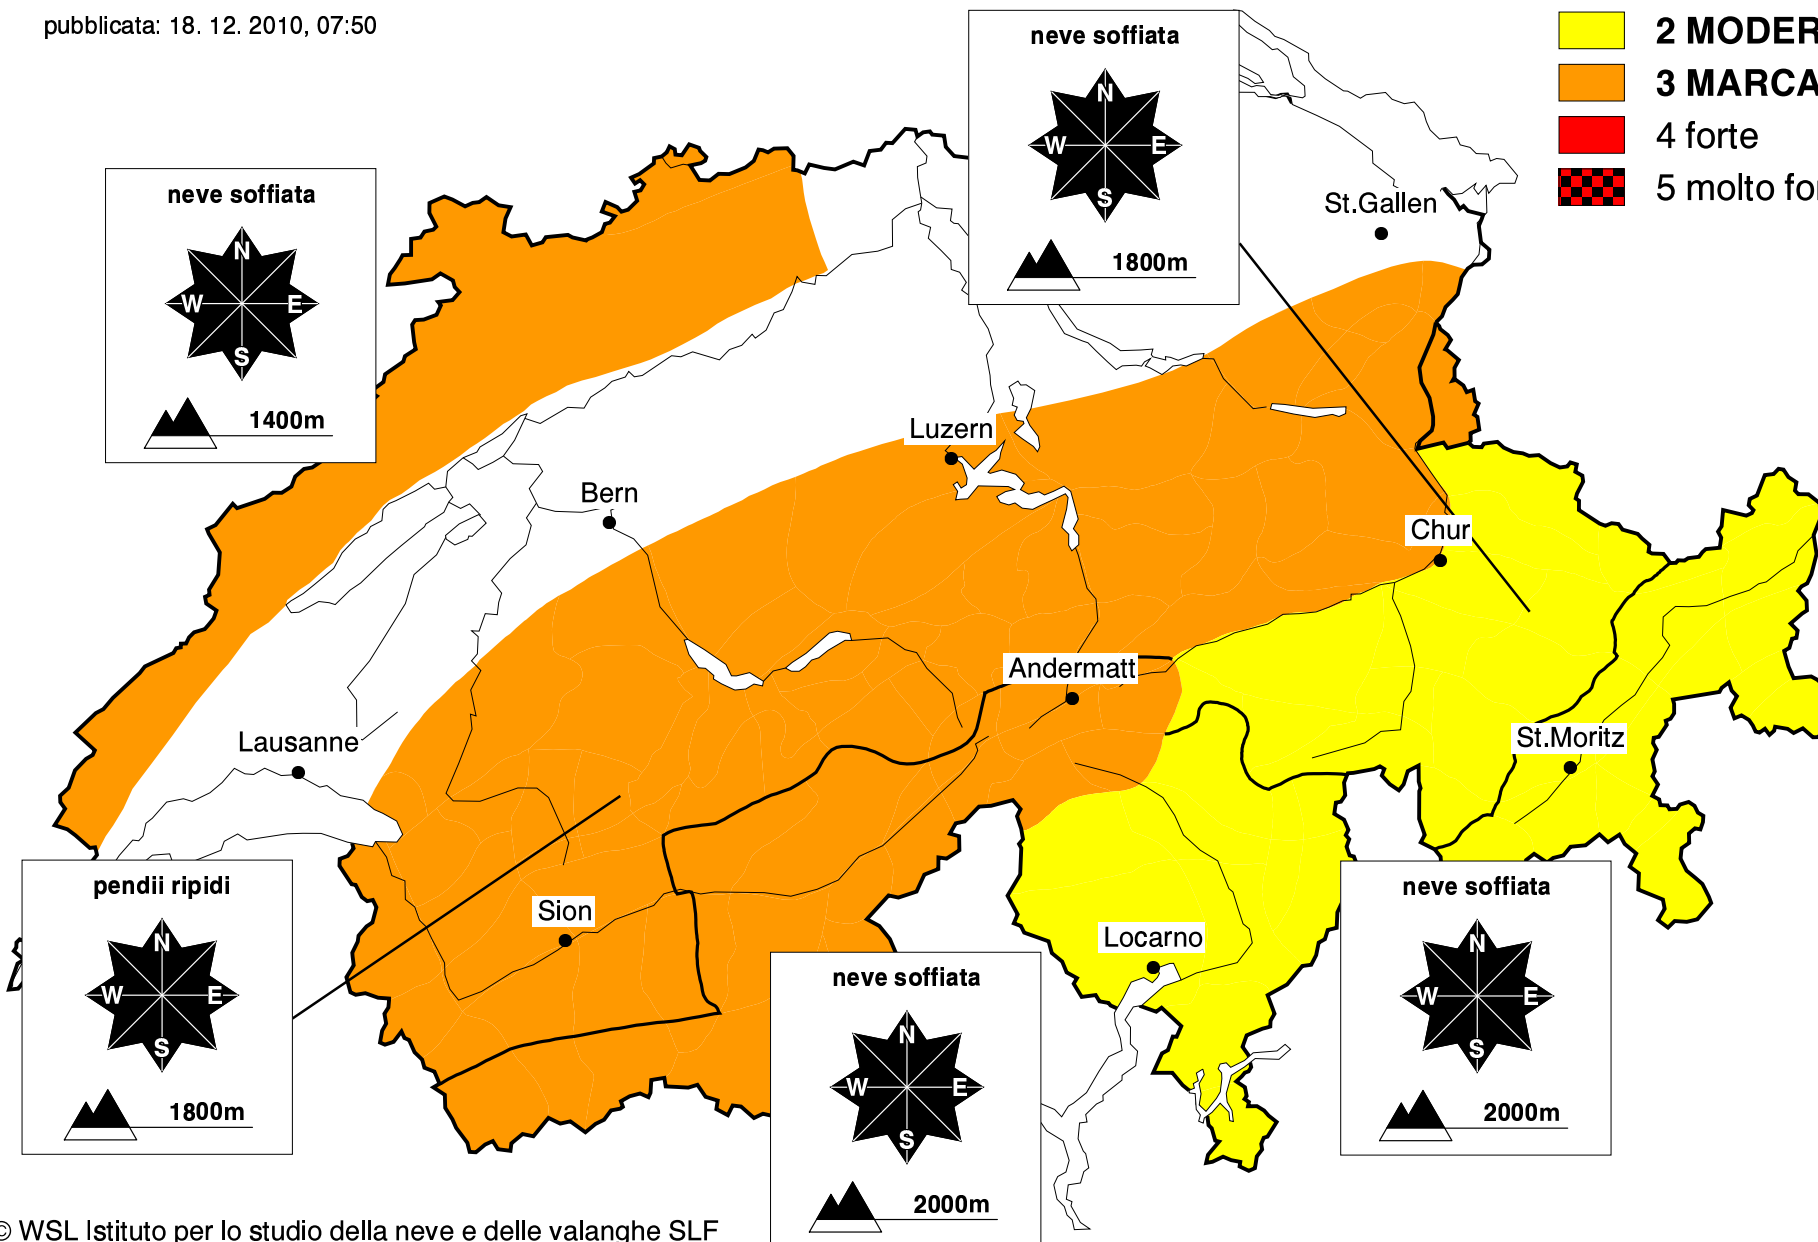 pubblicata: 18. 12. 2010, 07:50
neve soffiata
N
W E
S
1800m
2 MODER
3 MARCA
4 forte
5 molto for
neve soffiata
N
W E
S
1400m
St.Gallen
Luzern
Bern
Chur
Andermatt
Lausanne
St.Moritz
Sion
Locarno
pendii ripidi
N
W E
S
1800m
neve soffiata
N
W E
S
2000m
neve soffiata
N
W E
S
2000m
© WSL Istituto per lo studio della neve e delle valanghe SLF